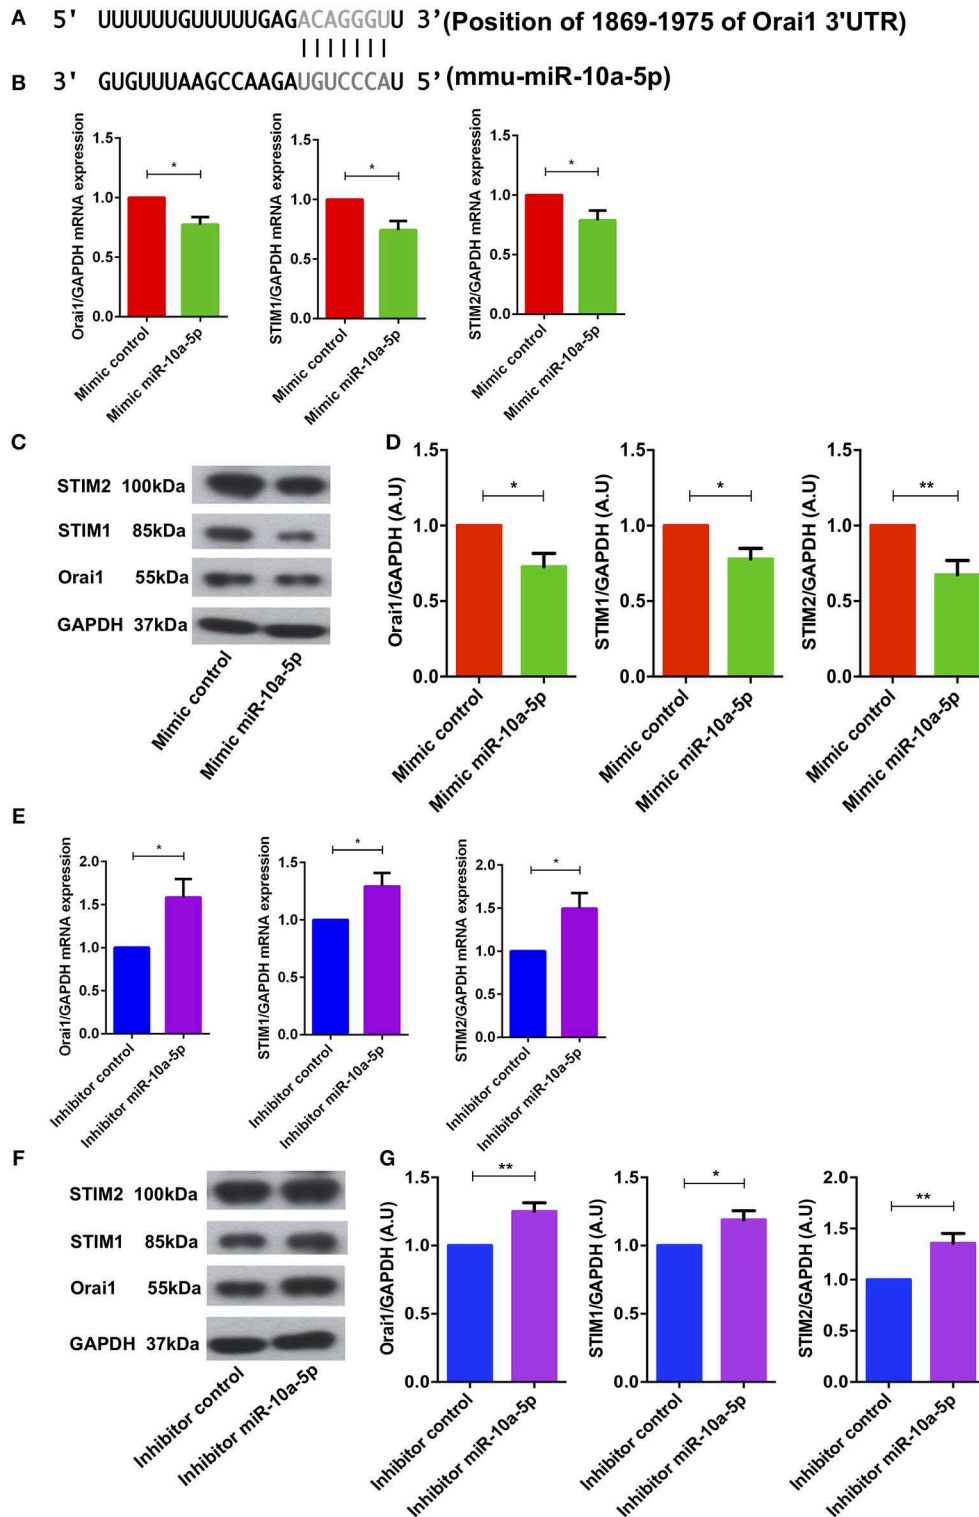 A 5' UUUUUUGUUUUUGAGACAGGGUU 3’ (Position of 1869-1975 of Orai1 3'UTR)
3' GUGUUUAAGCCAAGAUGUCCCAU 5’ (mmu-miR-10a-5p)
B
Orai1/GAPDH mRNA expression
1.5
1.0
0.5
0.0
*
Mimic control
Mimic miR-10a-5p
STIM1/GAPDH mRNA expression
1.5
1.0
0.5
0.0
*
Mimic control
Mimic miR-10a-5p
STIM2/GAPDH mRNA expression
1.5
1.0
0.5
0.0
*
Mimic control
Mimic miR-10a-5p
C
STIM2 100kDa
STIM1 85kDa
Orai1 55kDa
GAPDH 37kDa
Mimic control
Mimic miR-10a-5p
D
Orai1/GAPDH (A.U)
1.5
1.0
0.5
0.0
*
Mimic control
Mimic miR-10a-5p
STIM1/GAPDH (A.U)
1.5
1.0
0.5
0.0
*
Mimic control
Mimic miR-10a-5p
STIM2/GAPDH (A.U)
1.5
1.0
0.5
0.0
**
Mimic control
Mimic miR-10a-5p
E
Orai1/GAPDH mRNA expression
2.0
1.5
1.0
0.5
0.0
*
Inhibitor control
Inhibitor miR-10a-5p
STIM1/GAPDH mRNA expression
1.5
1.0
0.5
0.0
*
Inhibitor control
Inhibitor miR-10a-5p
STIM2/GAPDH mRNA expression
2.0
1.5
1.0
0.5
0.0
*
Inhibitor control
Inhibitor miR-10a-5p
F
STIM2 100kDa
STIM1 85kDa
Orai1 55kDa
GAPDH 37kDa
Inhibitor control
Inhibitor miR-10a-5p
G
Orai1/GAPDH (A.U)
1.5
1.0
0.5
0.0
**
Inhibitor control
Inhibitor miR-10a-5p
STIM1/GAPDH (A.U)
1.5
1.0
0.5
0.0
*
Inhibitor control
Inhibitor miR-10a-5p
STIM2/GAPDH (A.U)
2.0
1.5
1.0
0.5
0.0
**
Inhibitor control
Inhibitor miR-10a-5p